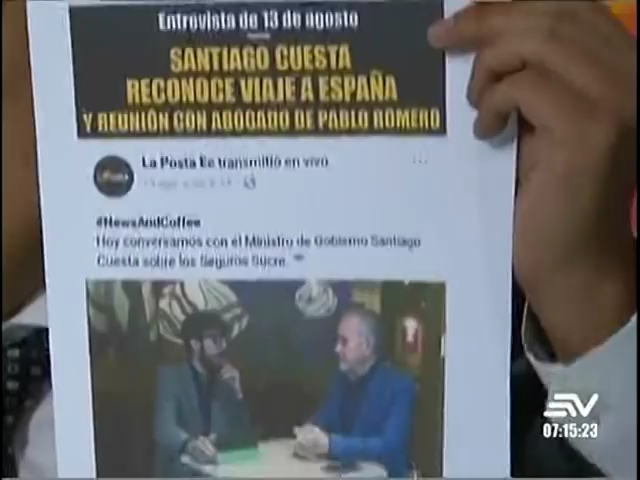 Entrevista de 13 de agosto
SANTIAGO CUESTA
RECONOCE VIAJE A ESPAÑA
Y REUNIÓN CON ABOGADO DE PABLO ROMERO
La Posta Ec transmitió en vivo
#NewsAndCoffee
Hoy conversamos con el Ministro de Gobierno Santiago
Cuesta sobre los Seguros Sucre.
07:15:23